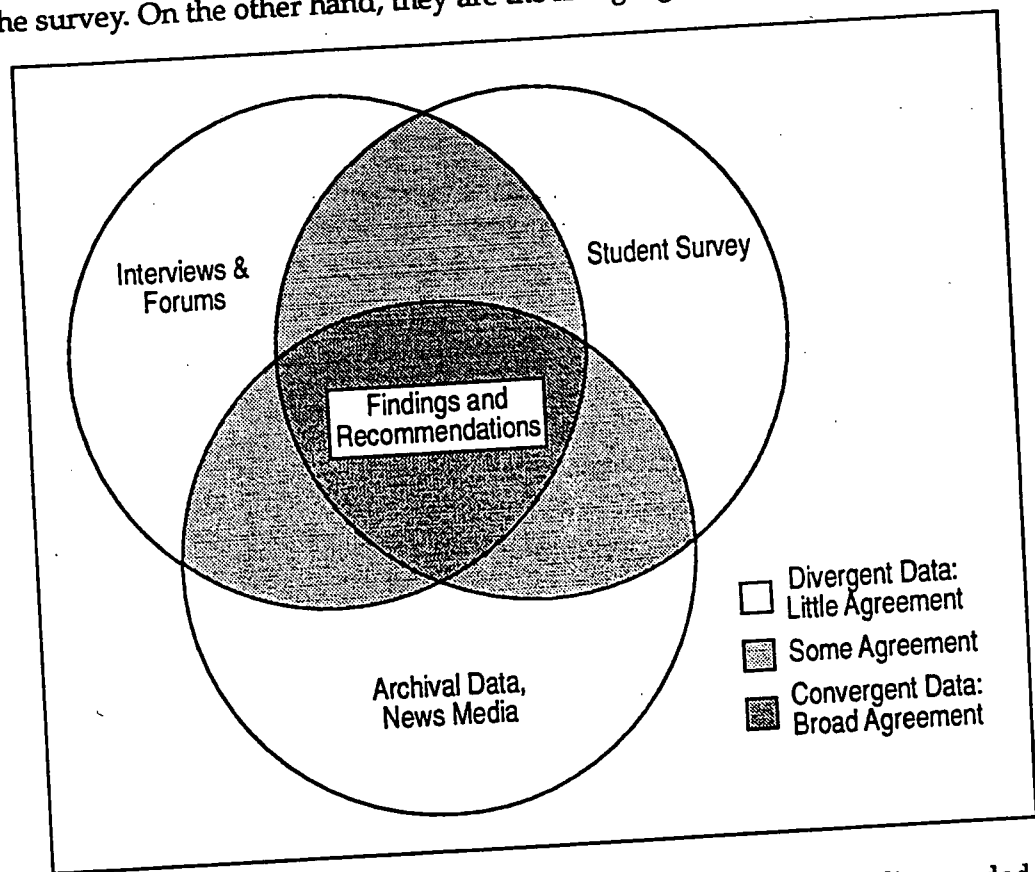 he survey. On the other hand, they are the
Interviews &
Forums
Student Survey
Findings and
Recommendations
Archival Data,
News Media
Divergent Data:
Little Agreement
Some Agreement
Convergent Data:
Broad Agreement